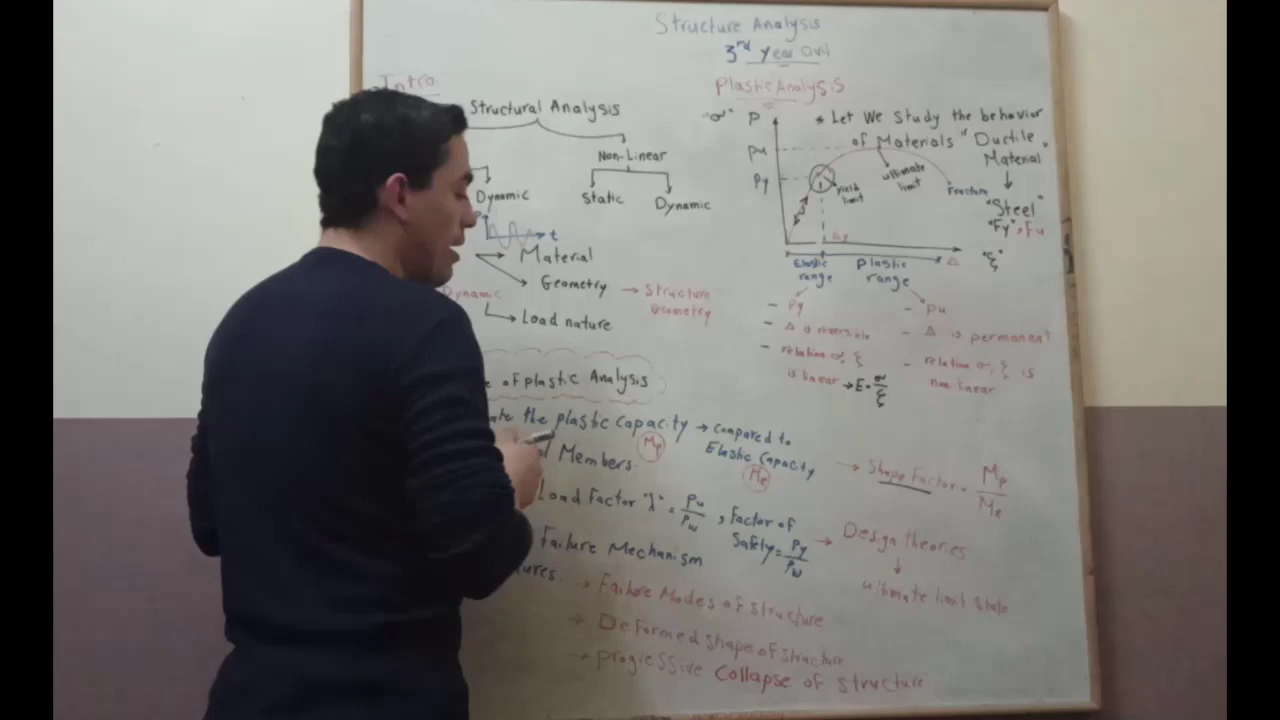 Structure Analysis
3rd Year Civil
Intro.
Structural Analysis
Non-Linear
Dynamic
Static
Dynamic
t
Material
Geometry → Structure
Geometry
Dynamic
Load nature
of plastic Analysis
the plastic Capacity → Compared to
Mp
Elastic Capacity
Me
Members.
→ Shape Factor = Mp/Me
Load Factor "λ" = Pu/Pw , Factor of
Safety = Py/Pw
→ Design theories
ultimate limit state
Failure Mechanism
→ Failure Modes of structure
→ Deformed shape of structure
→ Progressive Collapse of structure
Plastic Analysis
"σ" P
* Let We Study the behavior
of Materials "Ductile
Material"
"Steel"
"Fy", Fu
Pu
Py
yield
limit
ultimate
limit
Fracture
Δy
Δ
"ξ"
Elastic
range
Plastic
range
- Py
- Δ is reversible
- relation σ, ξ
is linear → E = σ/ξ
- Pu
- Δ is permanent
- relation σ, ξ is
non linear